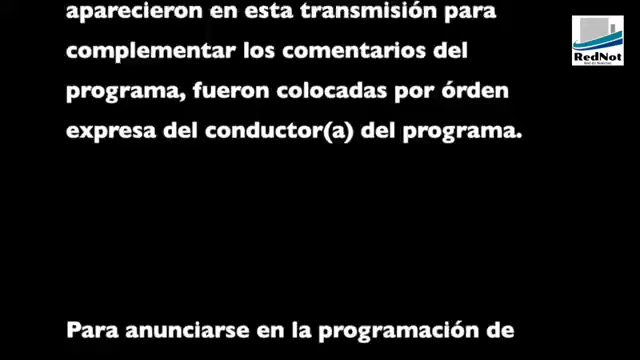 aparecieron en esta transmisión para
complementar los comentarios del
programa, fueron colocadas por órden
expresa del conductor(a) del programa.
Para anunciarse en la programación de
RedNot